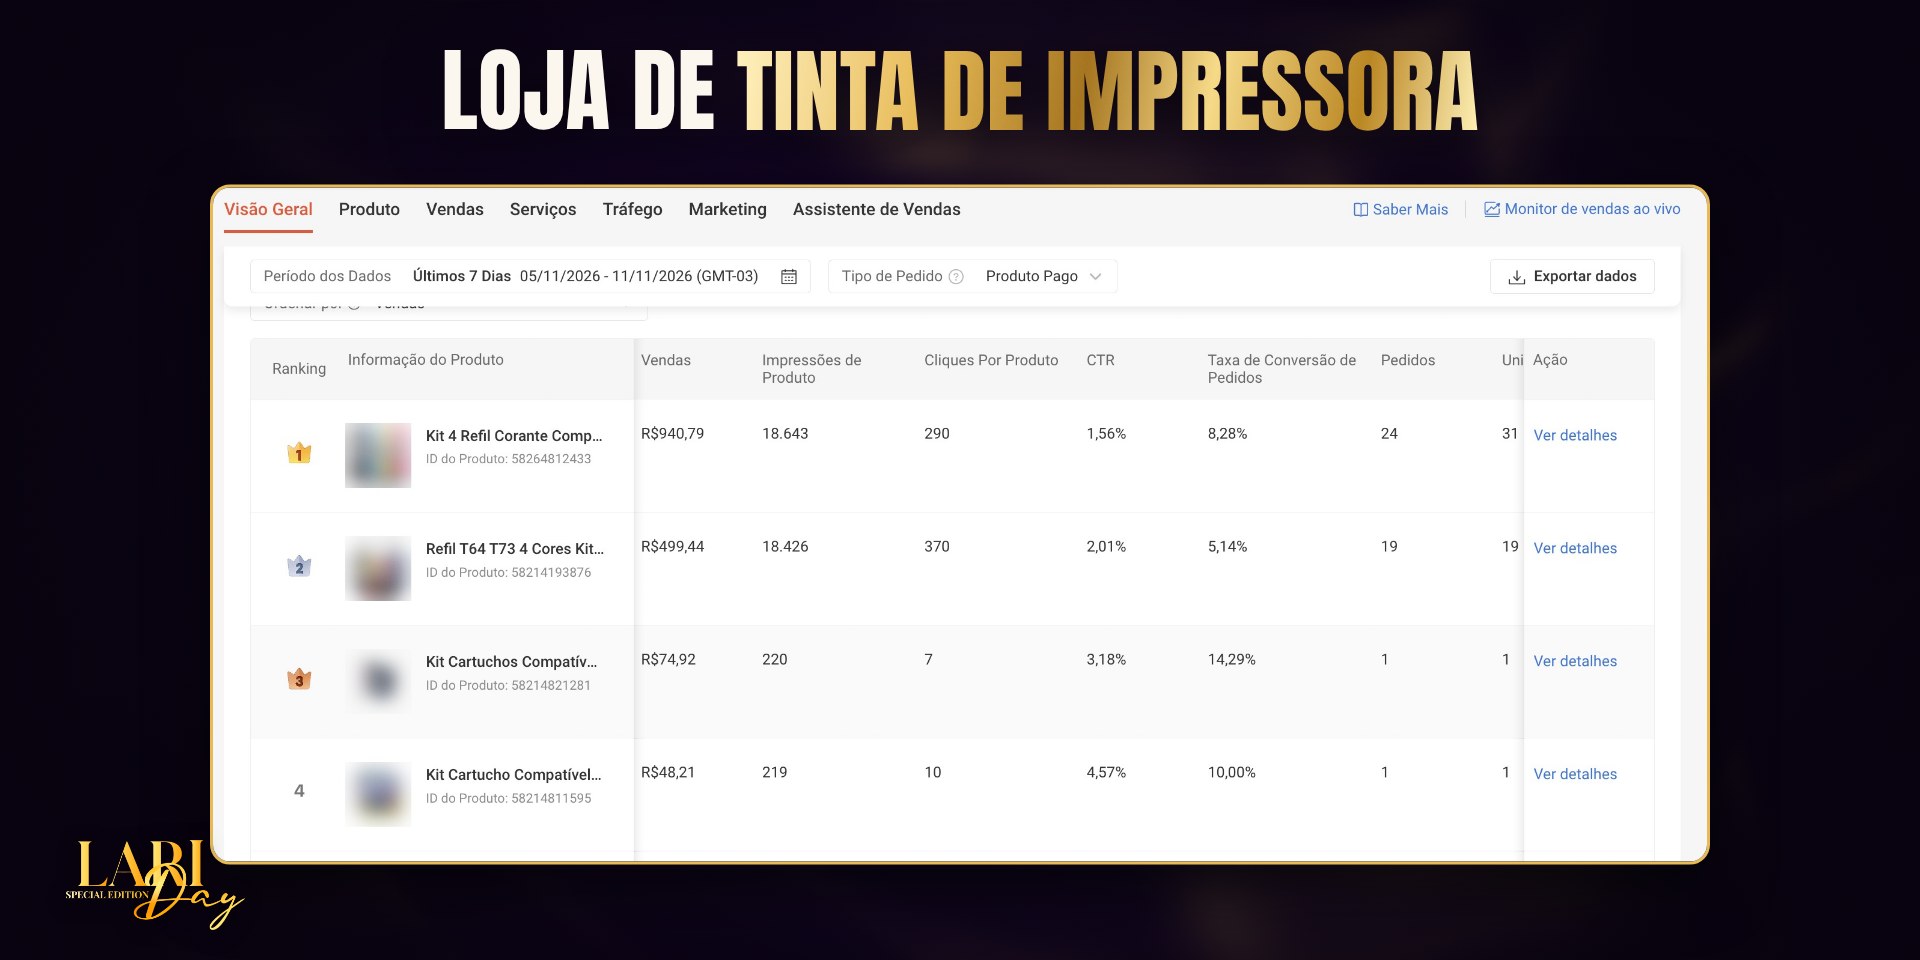 LOJA DE TINTA DE IMPRESSORA
Visão Geral Produto Vendas Serviços Tráfego Marketing Assistente de Vendas Saber Mais Monitor de vendas ao vivo
Período dos Dados Últimos 7 Dias 05/11/2026 - 11/11/2026 (GMT-03) Tipo de Pedido ? Produto Pago Exportar dados
Ranking Informação do Produto Vendas Impressões de Produto Cliques Por Produto CTR Taxa de Conversão de Pedidos Pedidos Uni Ação
1 Kit 4 Refil Corante Comp... R$940,79 18.643 290 1,56% 8,28% 24 31 Ver detalhes
ID do Produto: 58264812433
2 Refil T64 T73 4 Cores Kit... R$499,44 18.426 370 2,01% 5,14% 19 19 Ver detalhes
ID do Produto: 58214193876
3 Kit Cartuchos Compatív... R$74,92 220 7 3,18% 14,29% 1 1 Ver detalhes
ID do Produto: 58214821281
4 Kit Cartucho Compatível... R$48,21 219 10 4,57% 10,00% 1 1 Ver detalhes
ID do Produto: 58214811595
LABI
SPECIAL EDITION Day